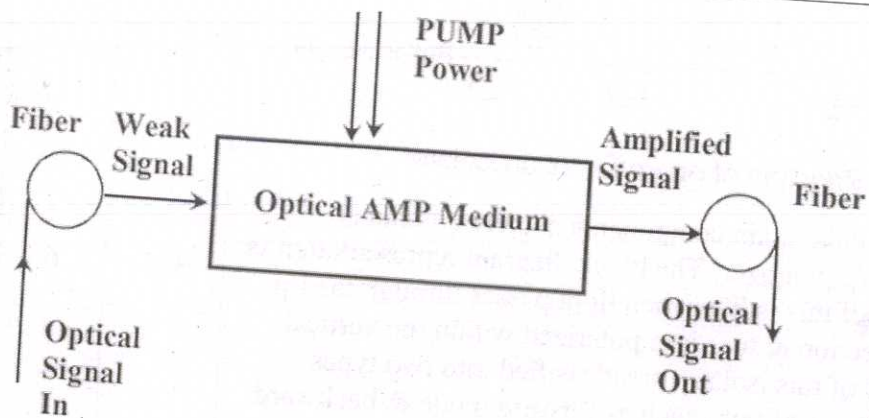 PUMP
Power
Fiber
Weak
Signal
Amplified
Signal
Fiber
Optical AMP Medium
Optical
Signal
In
Optical
Signal
Out